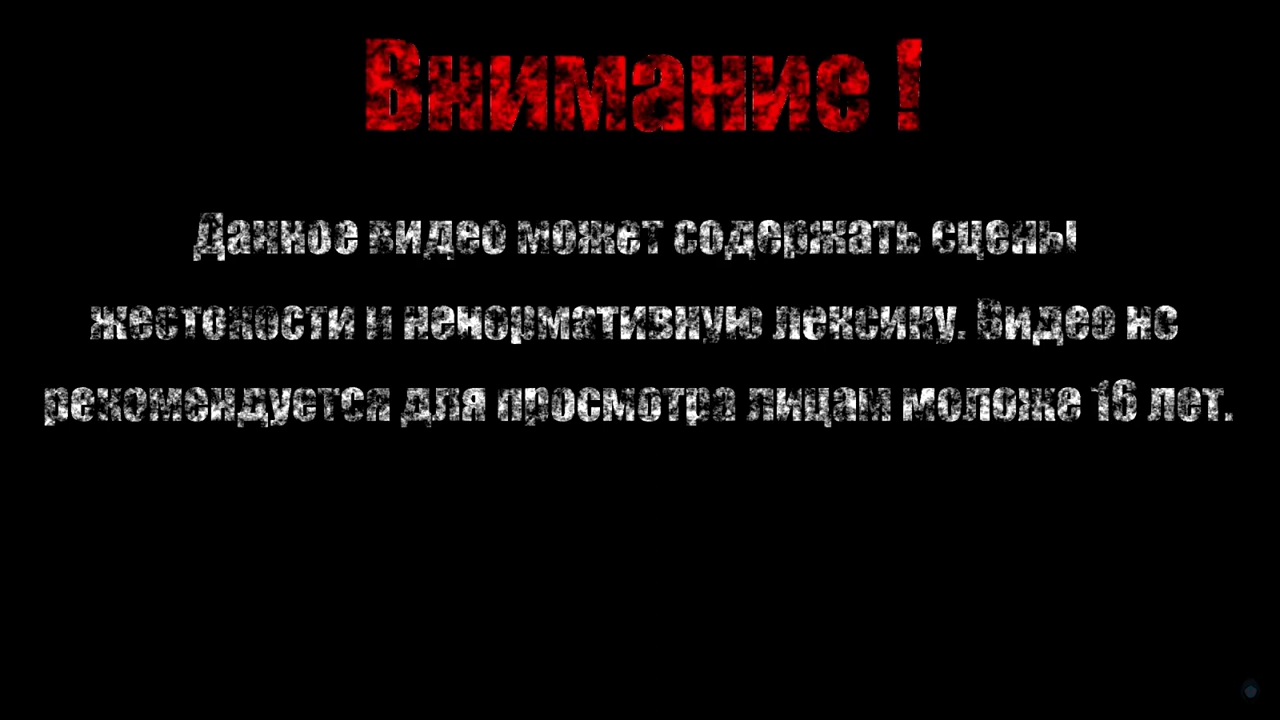 Внимание !
Данное видео может содержать сцены
жестокости и ненормативную лексику. Видео не
рекомендуется для просмотра лицам моложе 16 лет.